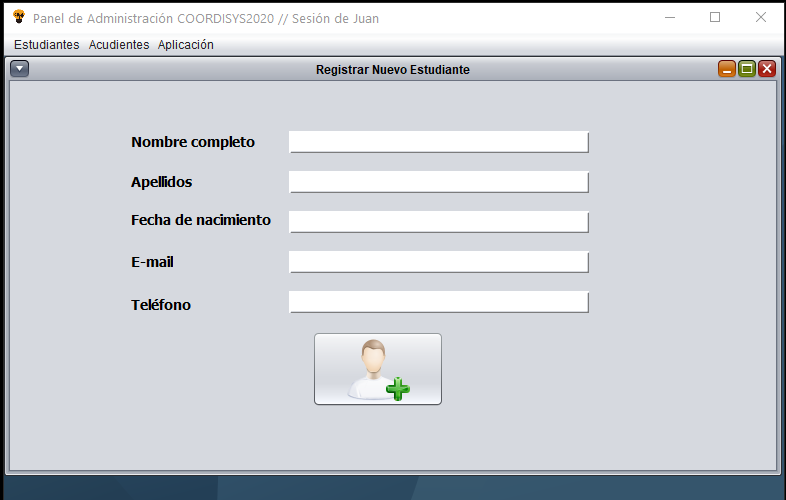 Panel de Administración COORDISYS2020 // Sesión de Juan
Estudiantes Acudientes Aplicación
Registrar Nuevo Estudiante
Nombre completo
Apellidos
Fecha de nacimiento
E-mail
Teléfono